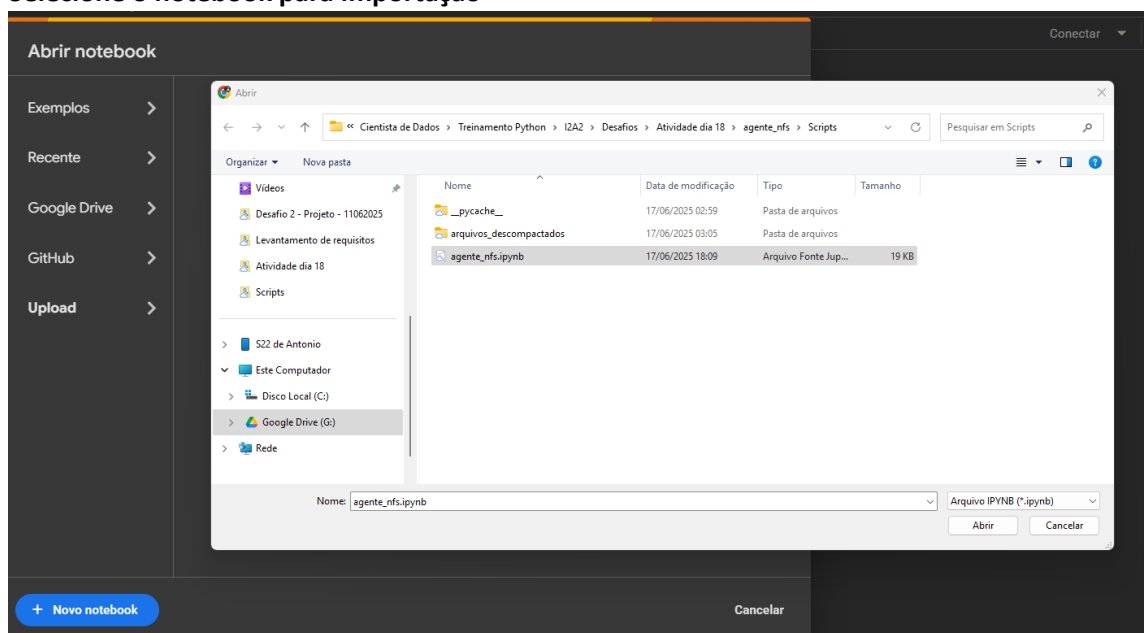 Selecione o notebook para importação
Conectar
Abrir notebook
Exemplos
Recente
Google Drive
GitHub
Upload
Abrir
« Cientista de Dados > Treinamento Python > I2A2 > Desafios > Atividade dia 18 > agente_nfs > Scripts
Pesquisar em Scripts
Organizar
Nova pasta
Vídeos
Desafio 2 - Projeto - 11062025
Levantamento de requisitos
Atividade dia 18
Scripts
S22 de Antonio
Este Computador
Disco Local (C:)
Google Drive (G:)
Rede
Nome Data de modificação Tipo Tamanho
__pycache__ 17/06/2025 02:59 Pasta de arquivos
arquivos_descompactados 17/06/2025 03:05 Pasta de arquivos
agente_nfs.ipynb 17/06/2025 18:09 Arquivo Fonte Jup... 19 KB
Nome: agente_nfs.ipynb
Arquivo IPYNB (*.ipynb)
Abrir
Cancelar
+ Novo notebook
Cancelar